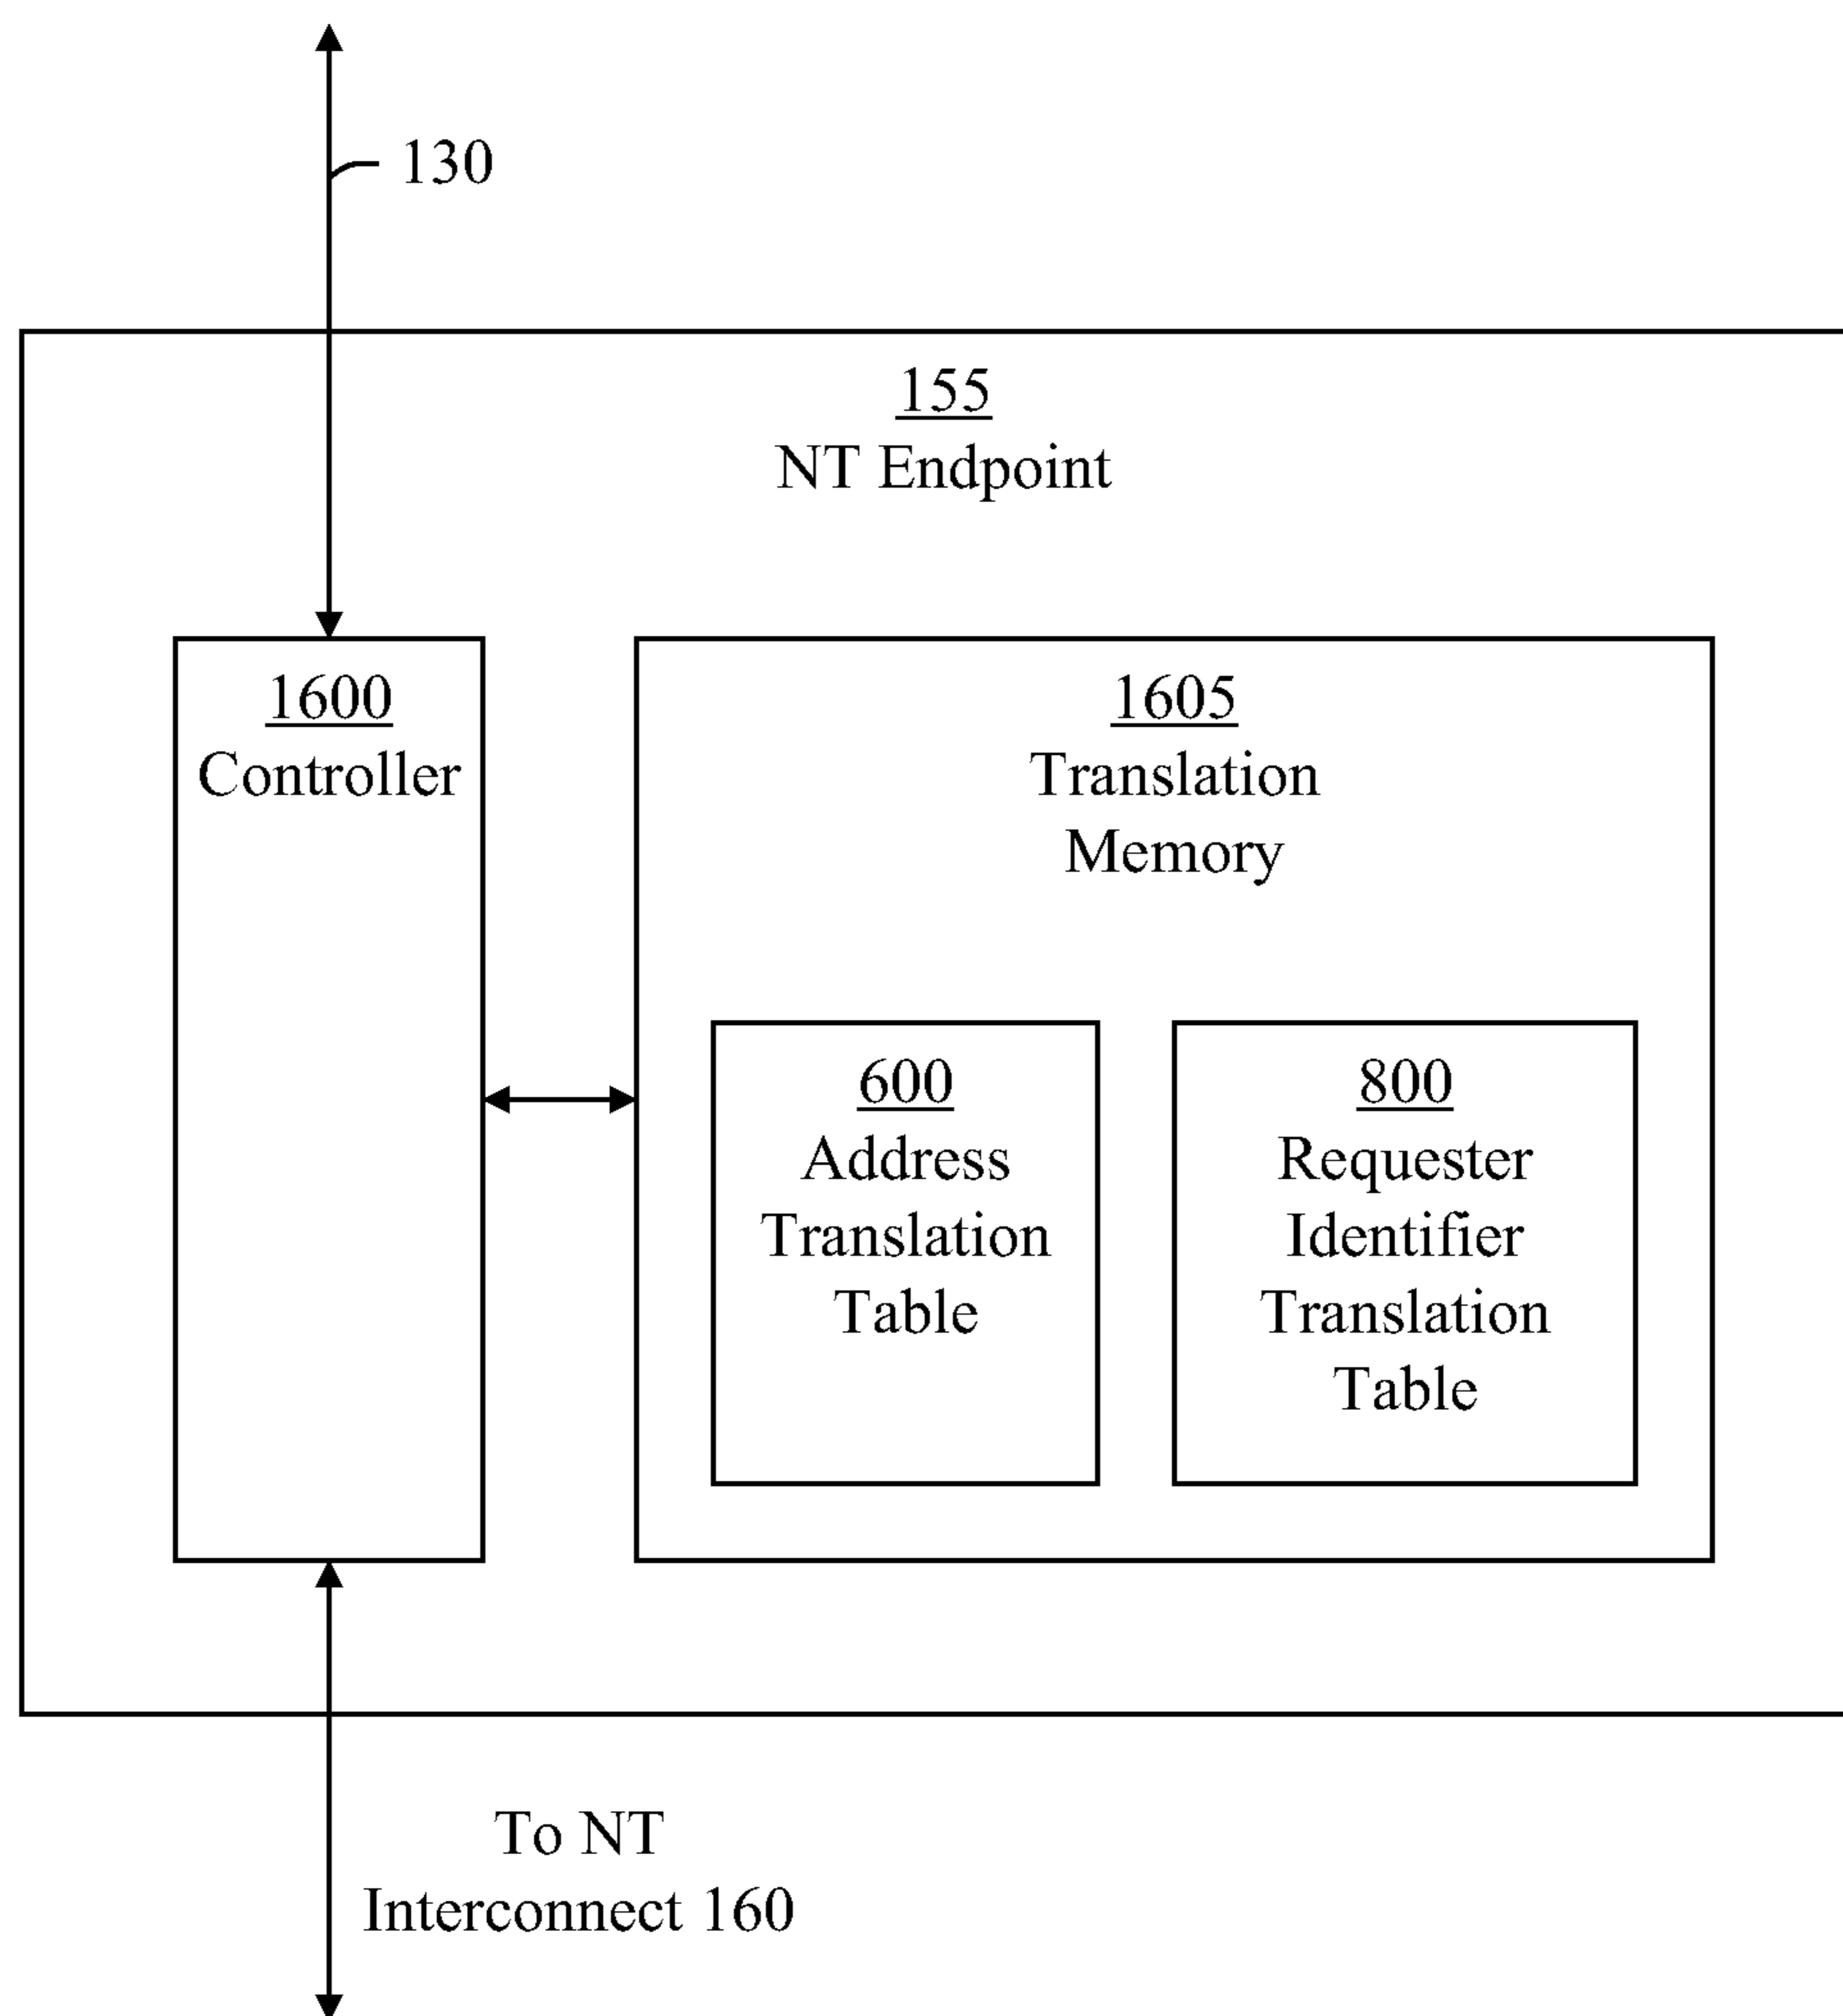 130
155
NT Endpoint
1600
Controller
1605
Translation
Memory
600
Address
Translation
Table
800
Requester
Identifier
Translation
Table
To NT
Interconnect 160